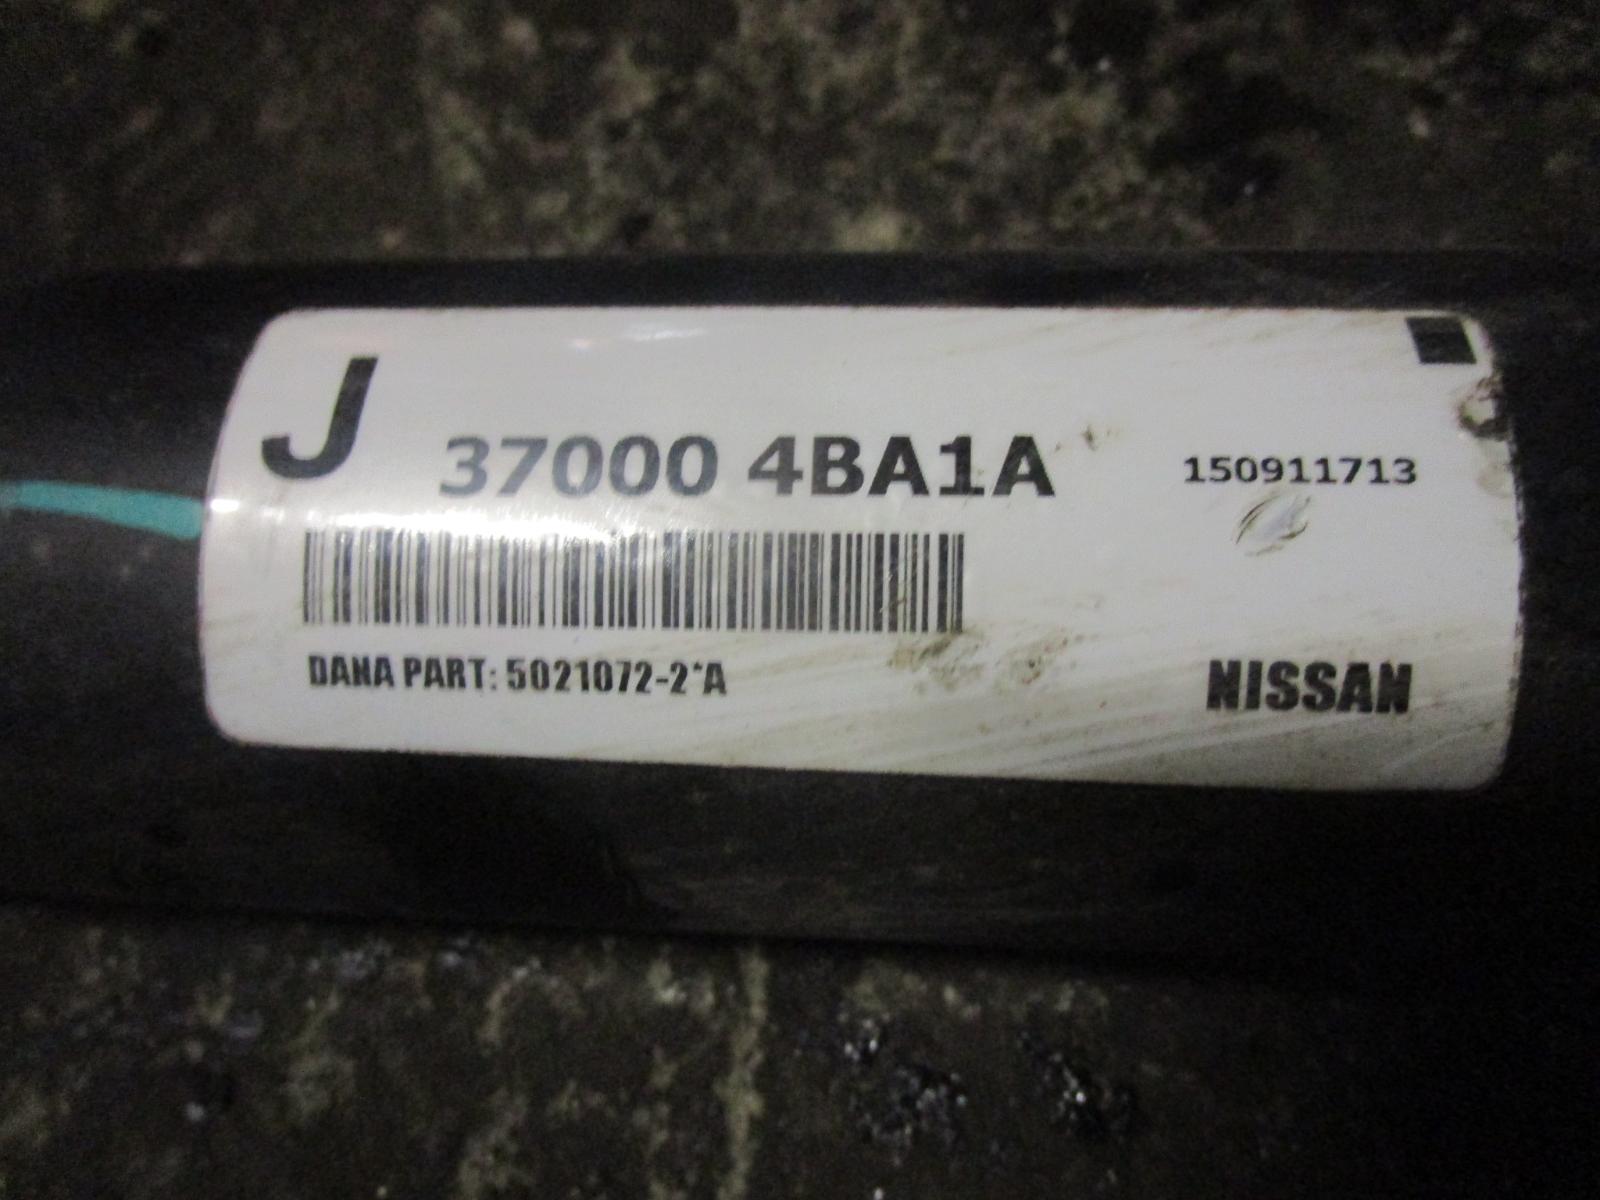 J
37000 4BA1A
150911713
DANA PART: 5021072-2*A
NISSAN